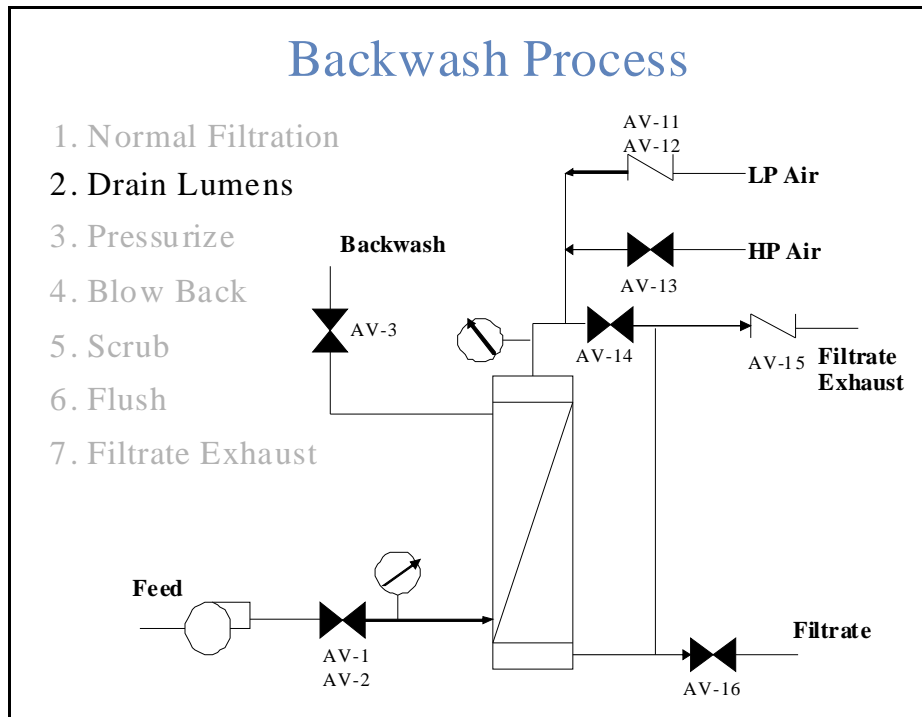 Backwash Process
1. Normal Filtration
2. Drain Lumens
3. Pressurize
4. Blow Back
5. Scrub
6. Flush
7. Filtrate Exhaust
AV-11
AV-12
LP Air
HP Air
AV-13
Backwash
AV-3
AV-14
AV-15
Filtrate
Exhaust
Feed
AV-1
AV-2
Filtrate
AV-16